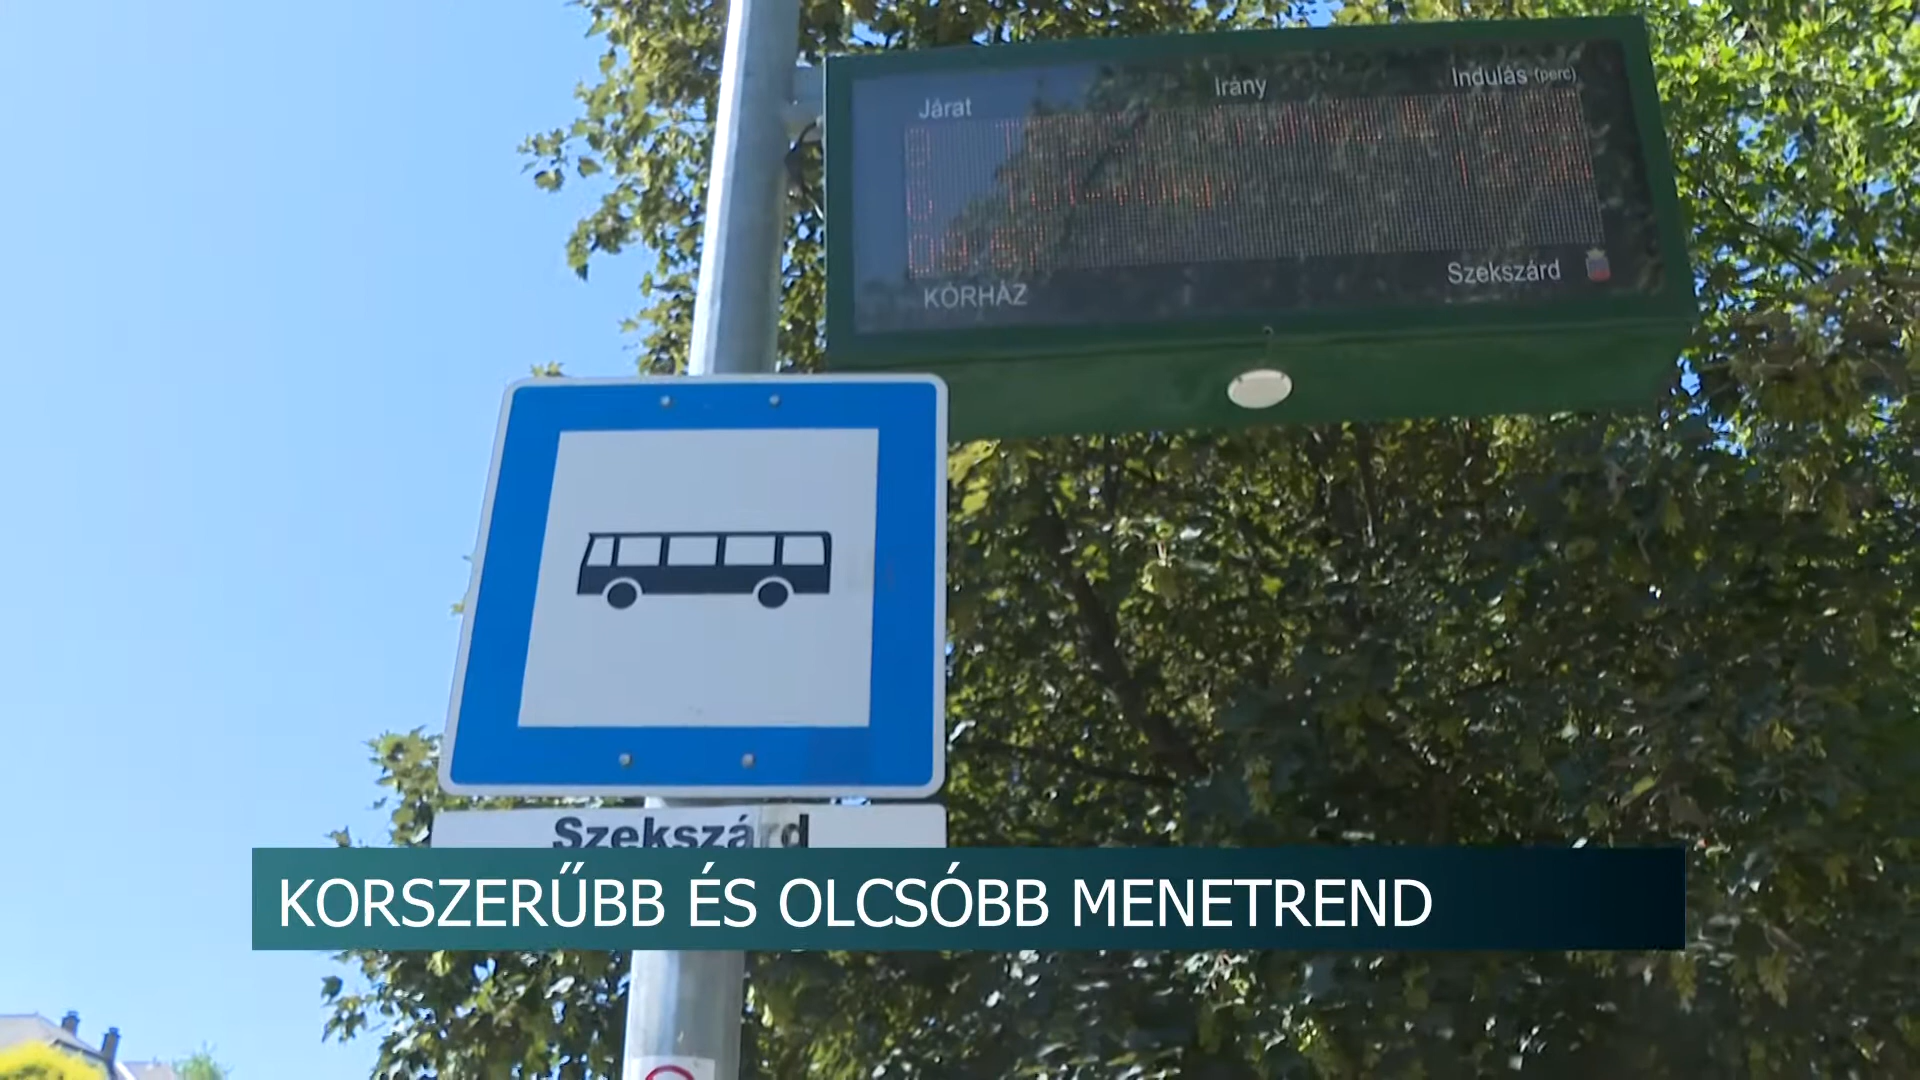 Járat Irány Indulás (perc)
KÓRHÁZ Szekszárd
Szekszárd
KORSZERŰBB ÉS OLCSÓBB MENETREND